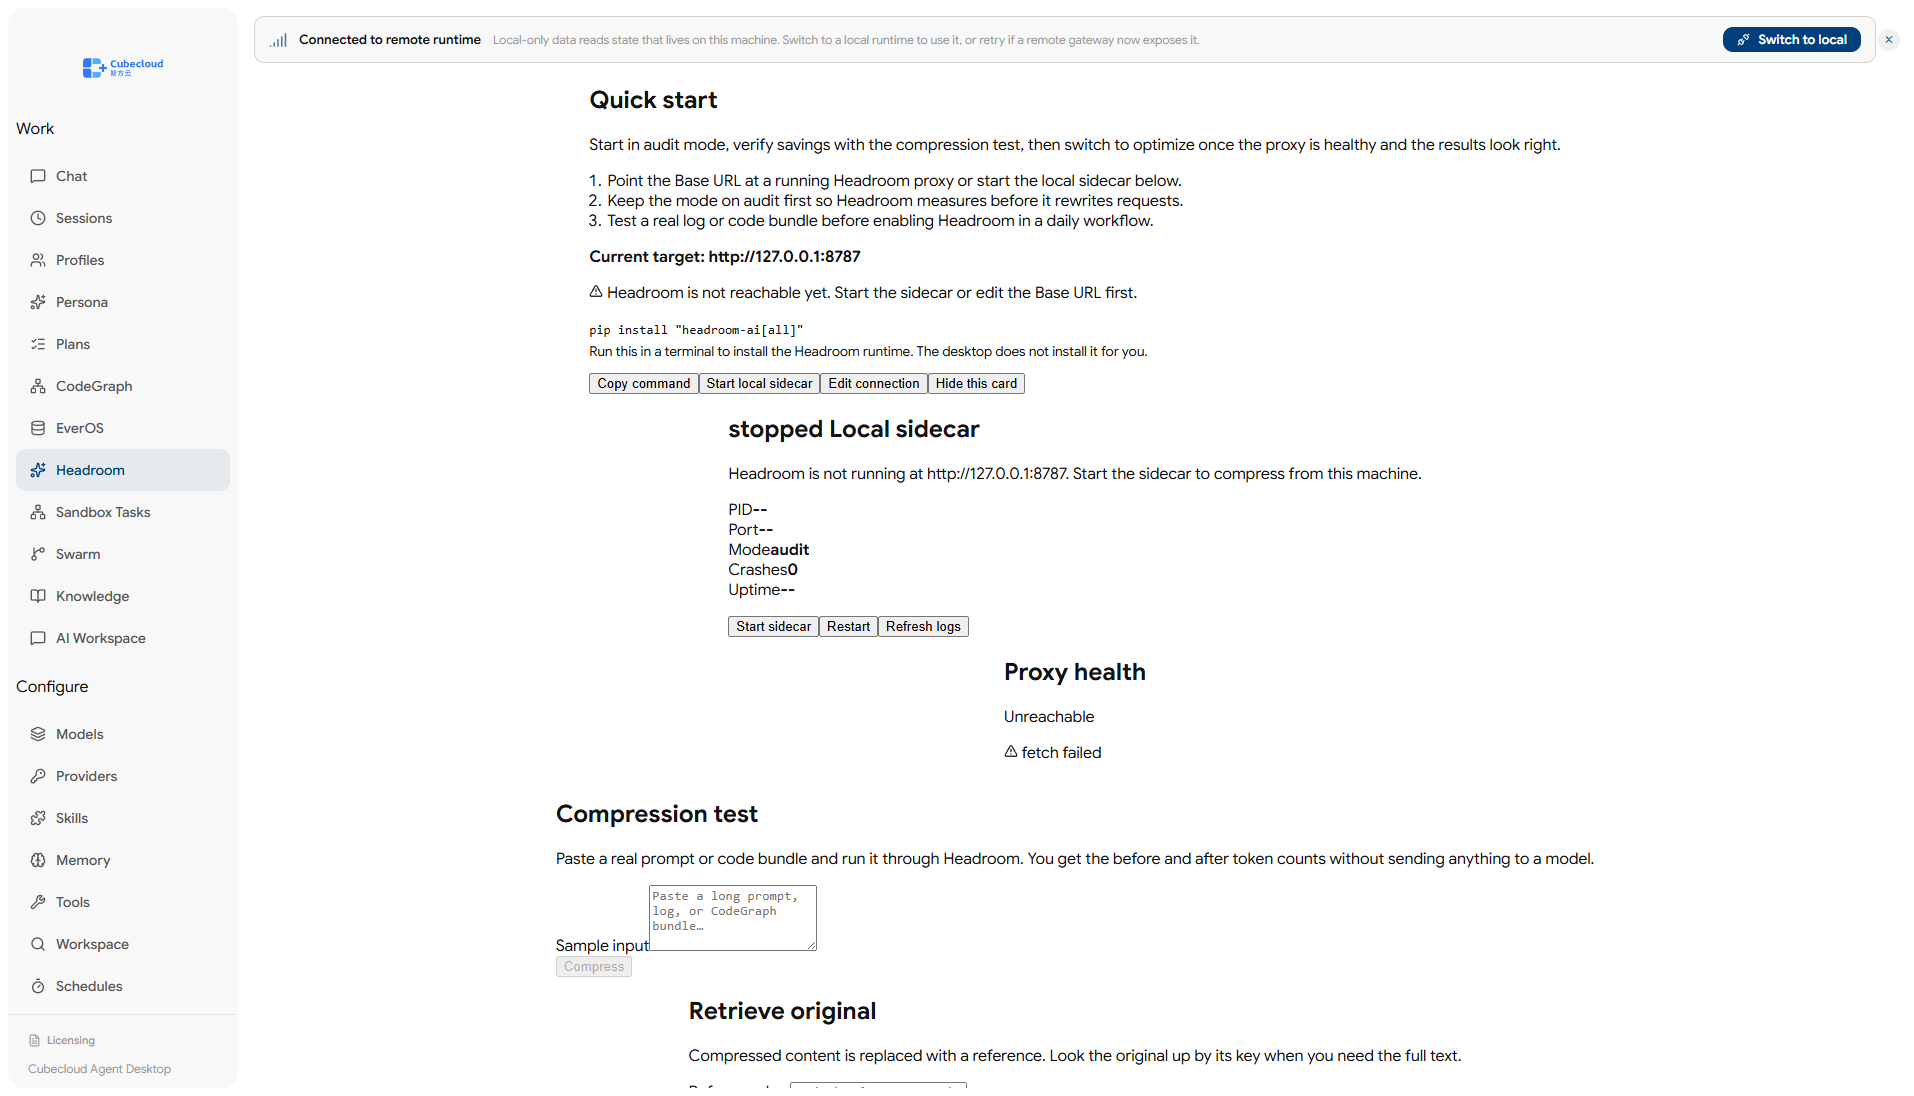 Cubecloud
智方云
Work
Chat
Sessions
Profiles
Persona
Plans
CodeGraph
EverOS
Headroom
Sandbox Tasks
Swarm
Knowledge
AI Workspace
Configure
Models
Providers
Skills
Memory
Tools
Workspace
Schedules
Licensing
Cubecloud Agent Desktop
Connected to remote runtime Local-only data reads state that lives on this machine. Switch to a local runtime to use it, or retry if a remote gateway now exposes it. Switch to local
Quick start
Start in audit mode, verify savings with the compression test, then switch to optimize once the proxy is healthy and the results look right.
1. Point the Base URL at a running Headroom proxy or start the local sidecar below.
2. Keep the mode on audit first so Headroom measures before it rewrites requests.
3. Test a real log or code bundle before enabling Headroom in a daily workflow.
Current target: http://127.0.0.1:8787
Headroom is not reachable yet. Start the sidecar or edit the Base URL first.
pip install "headroom-ai[all]"
Run this in a terminal to install the Headroom runtime. The desktop does not install it for you.
Copy command Start local sidecar Edit connection Hide this card
stopped Local sidecar
Headroom is not running at http://127.0.0.1:8787. Start the sidecar to compress from this machine.
PID--
Port--
Modeaudit
Crashes0
Uptime--
Start sidecar Restart Refresh logs
Proxy health
Unreachable
fetch failed
Compression test
Paste a real prompt or code bundle and run it through Headroom. You get the before and after token counts without sending anything to a model.
Paste a long prompt,
log, or CodeGraph
bundle…
Sample input
Compress
Retrieve original
Compressed content is replaced with a reference. Look the original up by its key when you need the full text.